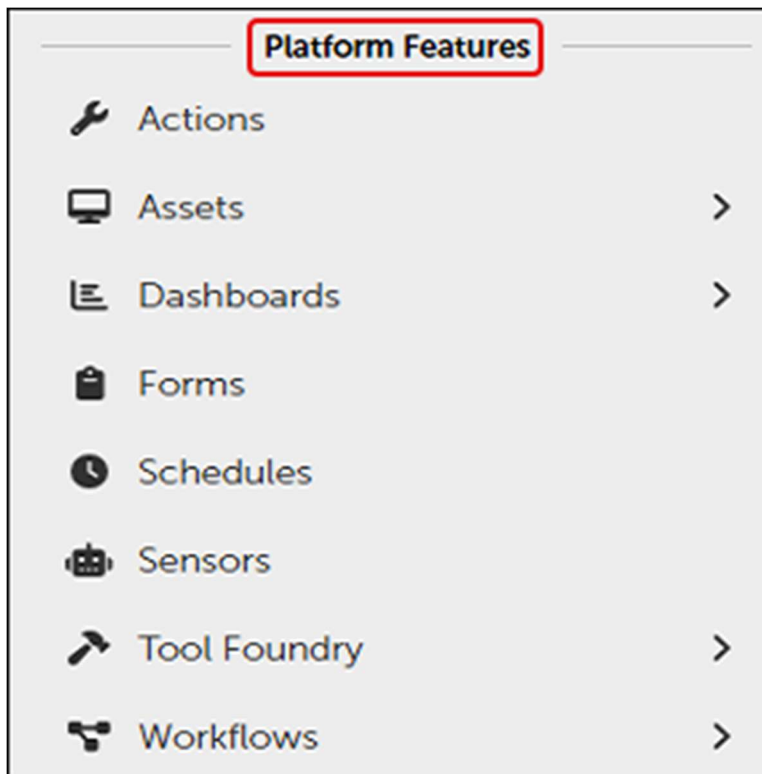 Platform Features
Actions
Assets
Dashboards
Forms
Schedules
Sensors
Tool Foundry
Workflows